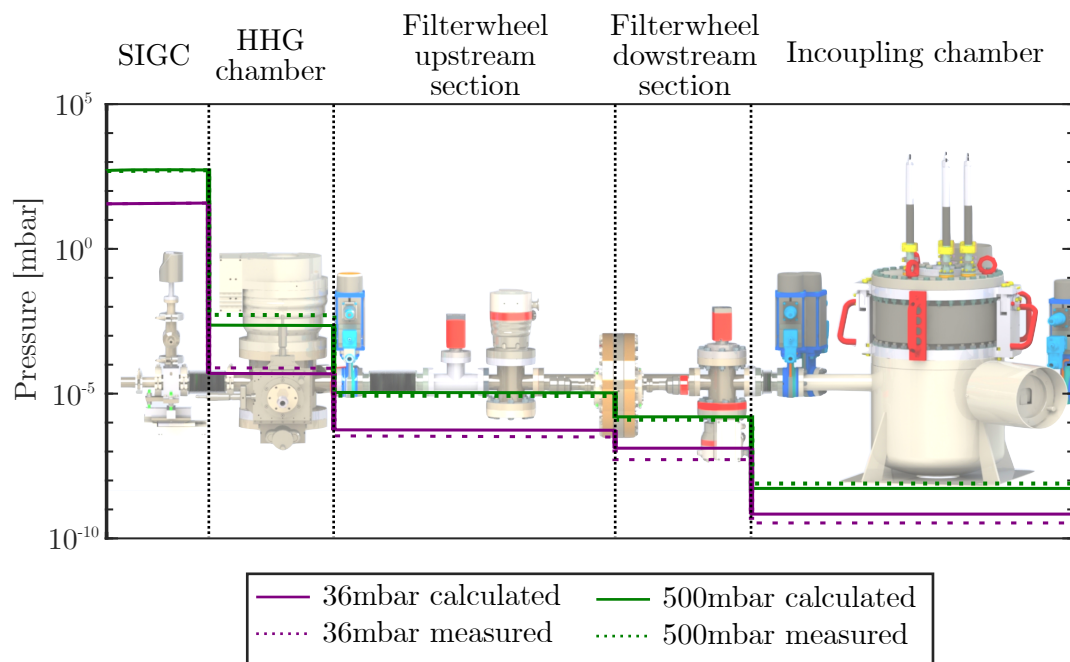 SIGC
HHG
chamber
Filterwheel
upstream
section
Filterwheel
dowstream
section
Incoupling chamber
Pressure [mbar]
10^5
10^0
10^-5
10^-10
36mbar calculated
36mbar measured
500mbar calculated
500mbar measured